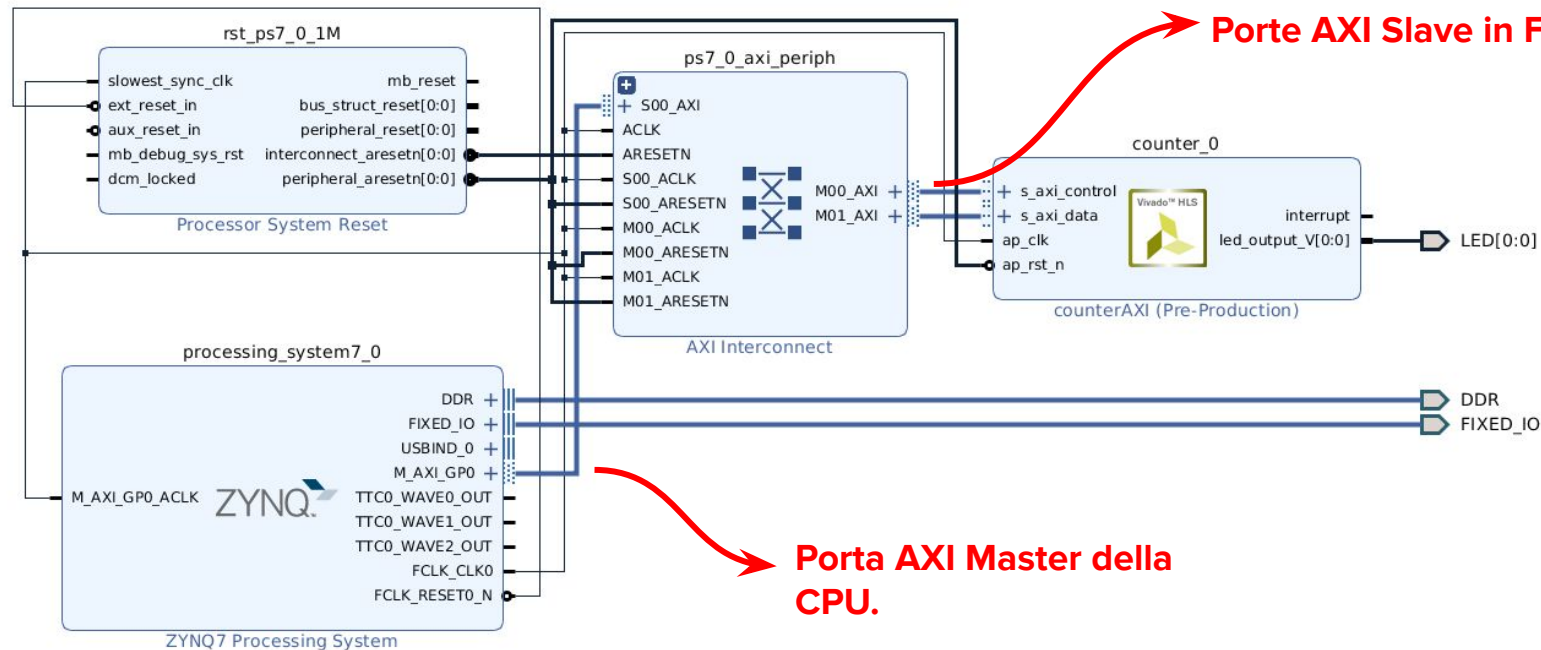 Porte AXI Slave in F
rst_ps7_0_1M
slowest_sync_clk
ext_reset_in
aux_reset_in
mb_debug_sys_rst
dcm_locked
mb_reset
bus_struct_reset[0:0]
peripheral_reset[0:0]
interconnect_aresetn[0:0]
peripheral_aresetn[0:0]
Processor System Reset
ps7_0_axi_periph
S00_AXI
ACLK
ARESETN
S00_ACLK
S00_ARESETN
M00_ACLK
M00_ARESETN
M01_ACLK
M01_ARESETN
M00_AXI
M01_AXI
AXI Interconnect
counter_0
s_axi_control
s_axi_data
ap_clk
ap_rst_n
Vivado™ HLS
interrupt
led_output_V[0:0]
counterAXI (Pre-Production)
LED[0:0]
processing_system7_0
M_AXI_GP0_ACLK
ZYNQ
DDR
FIXED_IO
USBIND_0
M_AXI_GP0
TTC0_WAVE0_OUT
TTC0_WAVE1_OUT
TTC0_WAVE2_OUT
FCLK_CLK0
FCLK_RESET0_N
ZYNQ7 Processing System
DDR
FIXED_IO
Porta AXI Master della
CPU.